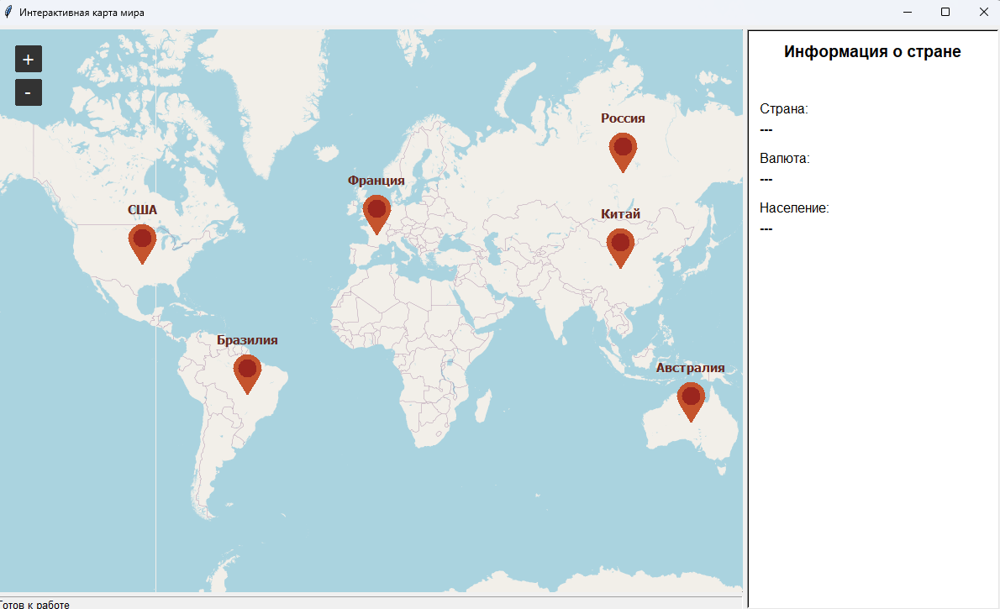 Интерактивная карта мира
+
-
Информация о стране
Страна:
---
Валюта:
---
Население:
---
Россия
Франция
США
Китай
Бразилия
Австралия
Готов к работе